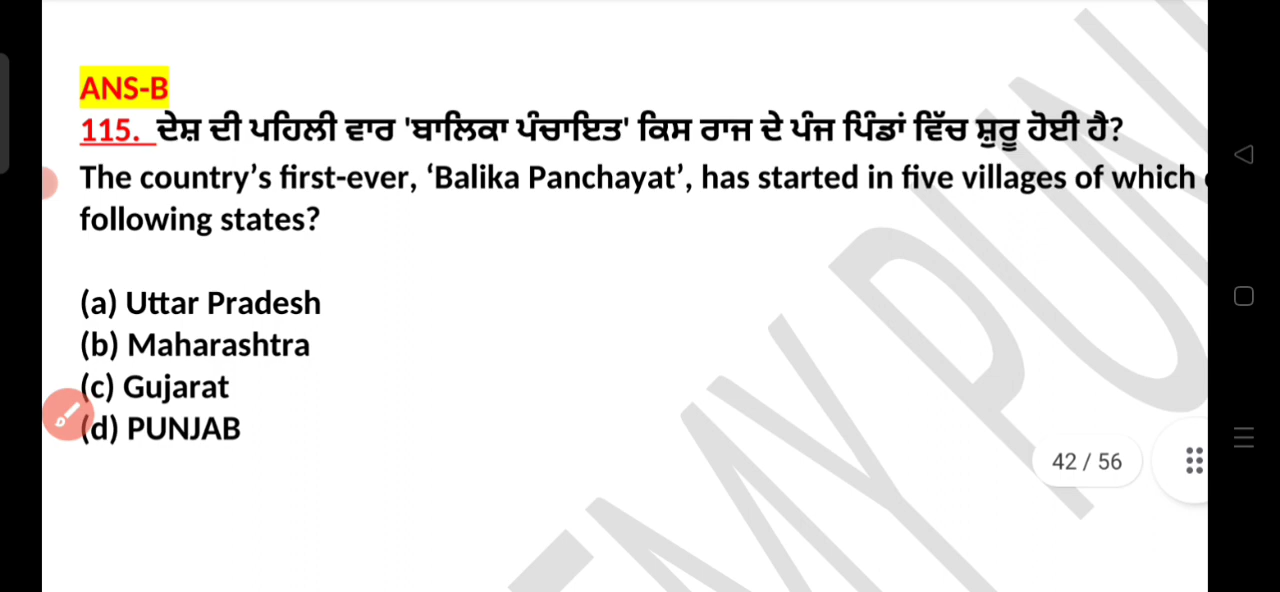 ANS-B
115. ਦੇਸ਼ ਦੀ ਪਹਿਲੀ ਵਾਰ 'ਬਾਲਿਕਾ ਪੰਚਾਇਤ' ਕਿਸ ਰਾਜ ਦੇ ਪੰਜ ਪਿੰਡਾਂ ਵਿੱਚ ਸ਼ੁਰੂ ਹੋਈ ਹੈ?
The country’s first-ever, ‘Balika Panchayat’, has started in five villages of which
following states?
(a) Uttar Pradesh
(b) Maharashtra
(c) Gujarat
(d) PUNJAB
42 / 56